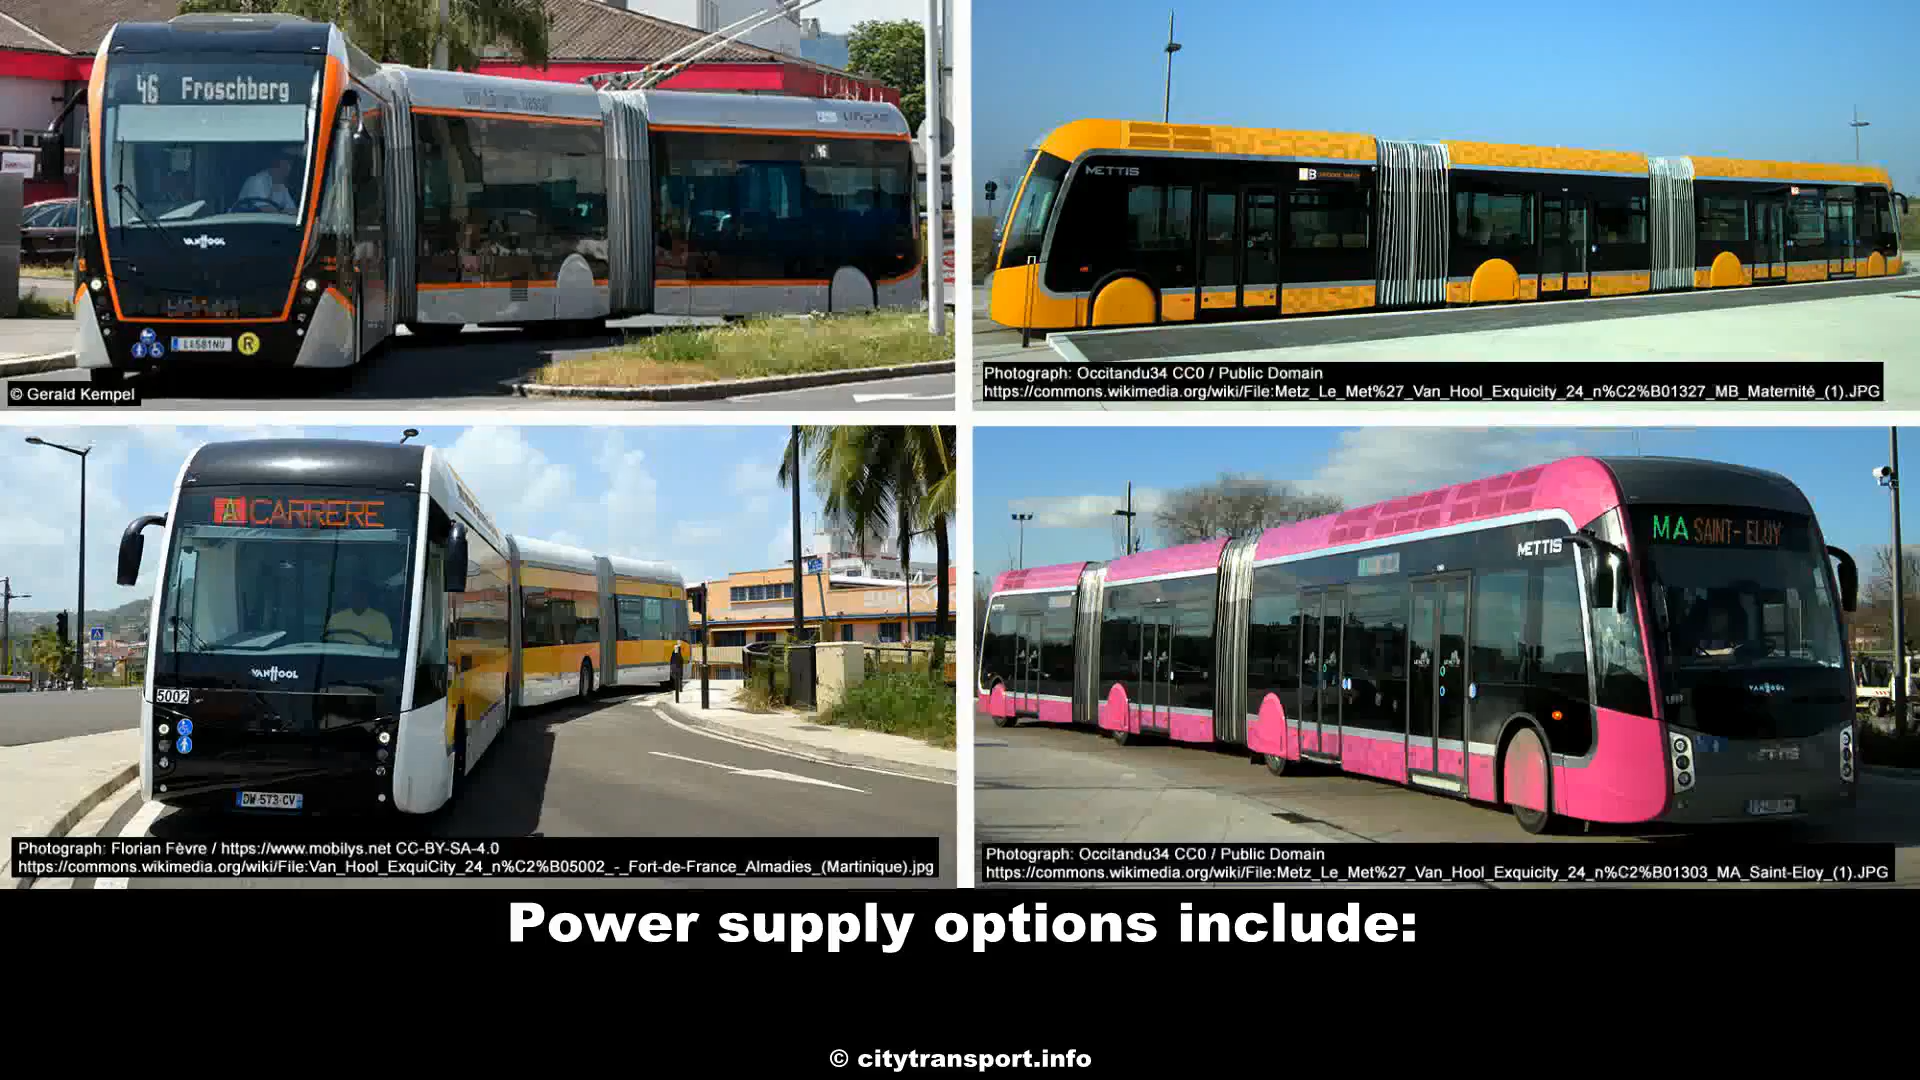 46 Froschberg
46
VANHOOL
LI-581NU
R
© Gerald Kempel
METTIS
B
Photograph: Occitandu34 CC0 / Public Domain
https://commons.wikimedia.org/wiki/File:Metz_Le_Met%27_Van_Hool_Exquicity_24_n%C2%B01327_MB_Maternité_(1).JPG
A CARRERE
VANHOOL
5002
DW-573-CV
Photograph: Florian Fèvre / https://www.mobilys.net CC-BY-SA-4.0
https://commons.wikimedia.org/wiki/File:Van_Hool_ExquiCity_24_n%C2%B05002_-_Fort-de-France_Almadies_(Martinique).jpg
MA SAINT-ELOY
METTIS
VANHOOL
Photograph: Occitandu34 CC0 / Public Domain
https://commons.wikimedia.org/wiki/File:Metz_Le_Met%27_Van_Hool_Exquicity_24_n%C2%B01303_MA_Saint-Eloy_(1).JPG
Power supply options include:
© citytransport.info